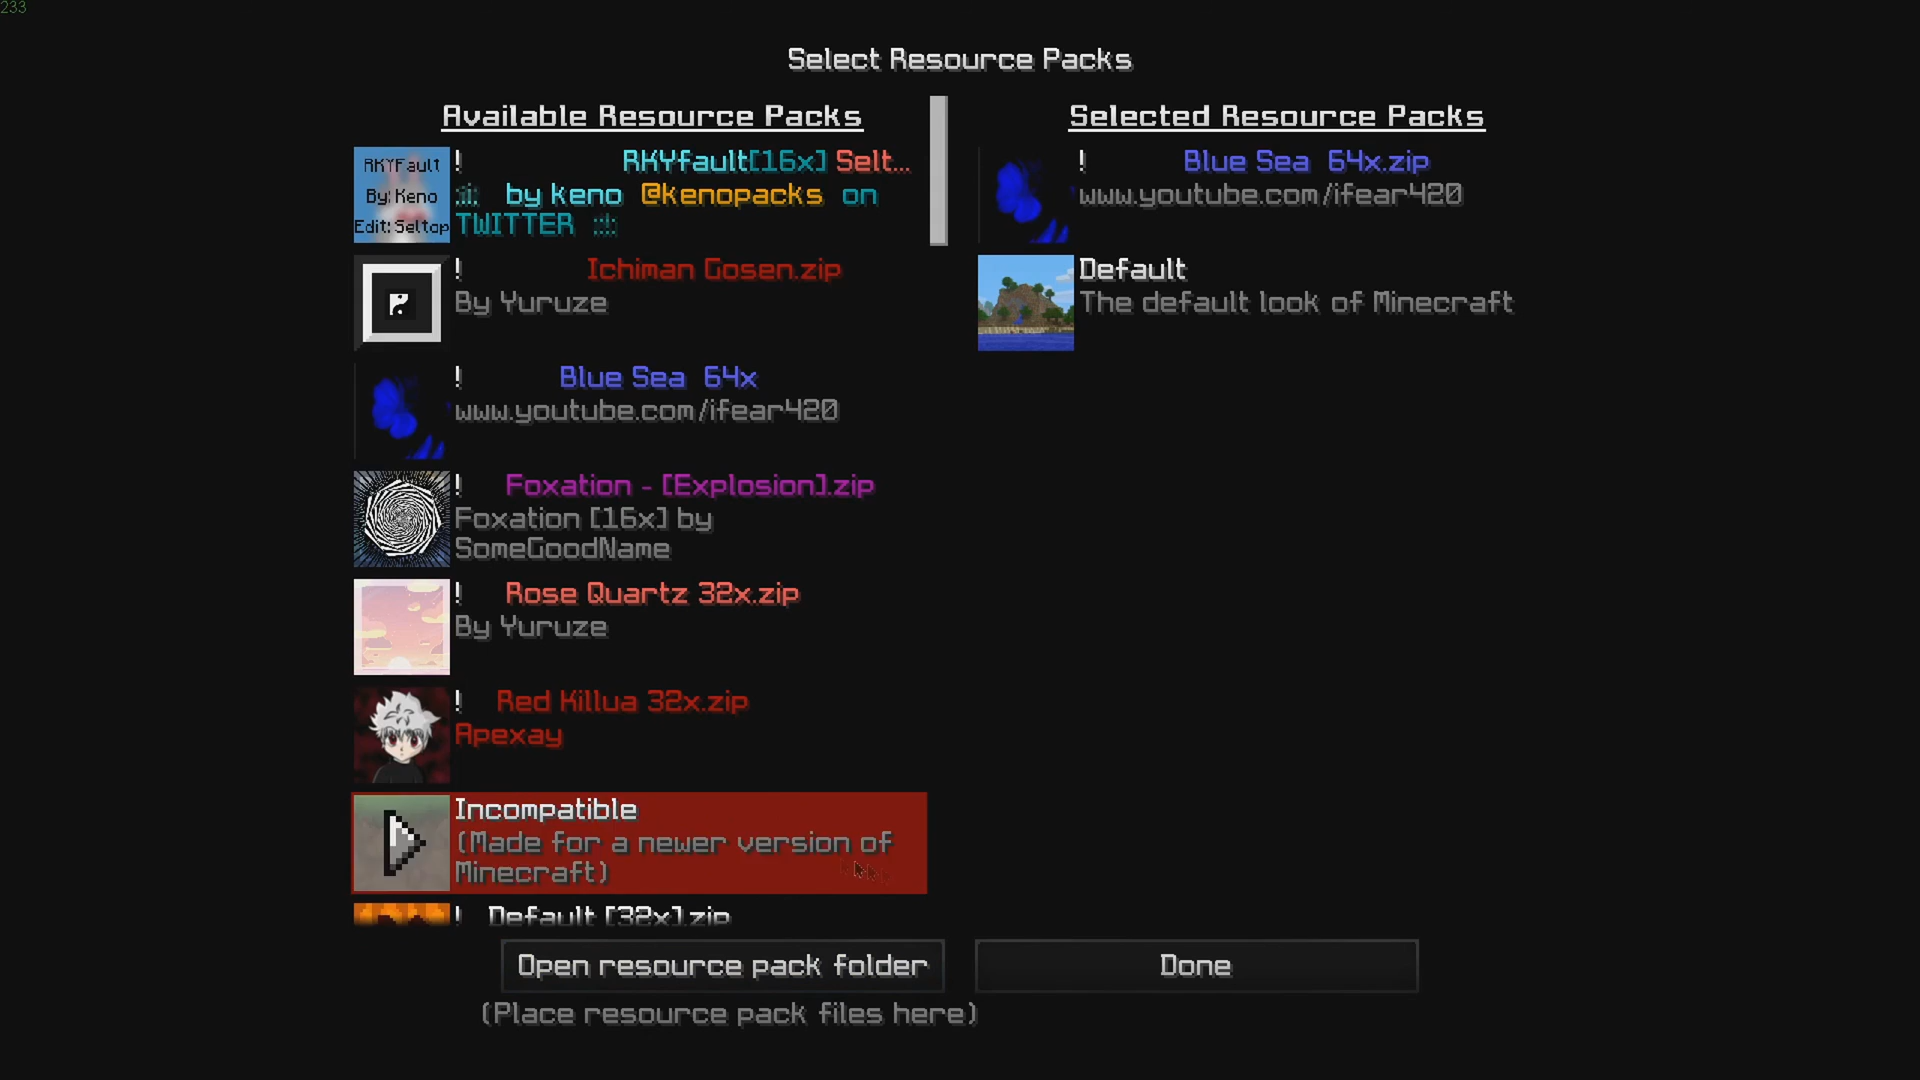 233
Select Resource Packs
Available Resource Packs
RKYFault
By: Keno
Edit: Seltop
! RKYfault[16x] Selt...
by keno @kenopacks on
TWITTER
! Ichiman Gosen.zip
By Yuruze
! Blue Sea 64x
www.youtube.com/ifear420
! Foxation - [Explosion].zip
Foxation [16x] by
SomeGoodName
! Rose Quartz 32x.zip
By Yuruze
! Red Killua 32x.zip
Apexay
Incompatible
(Made for a newer version of
Minecraft)
! Default [32x].zip
Selected Resource Packs
! Blue Sea 64x.zip
www.youtube.com/ifear420
Default
The default look of Minecraft
Open resource pack folder
Done
(Place resource pack files here)